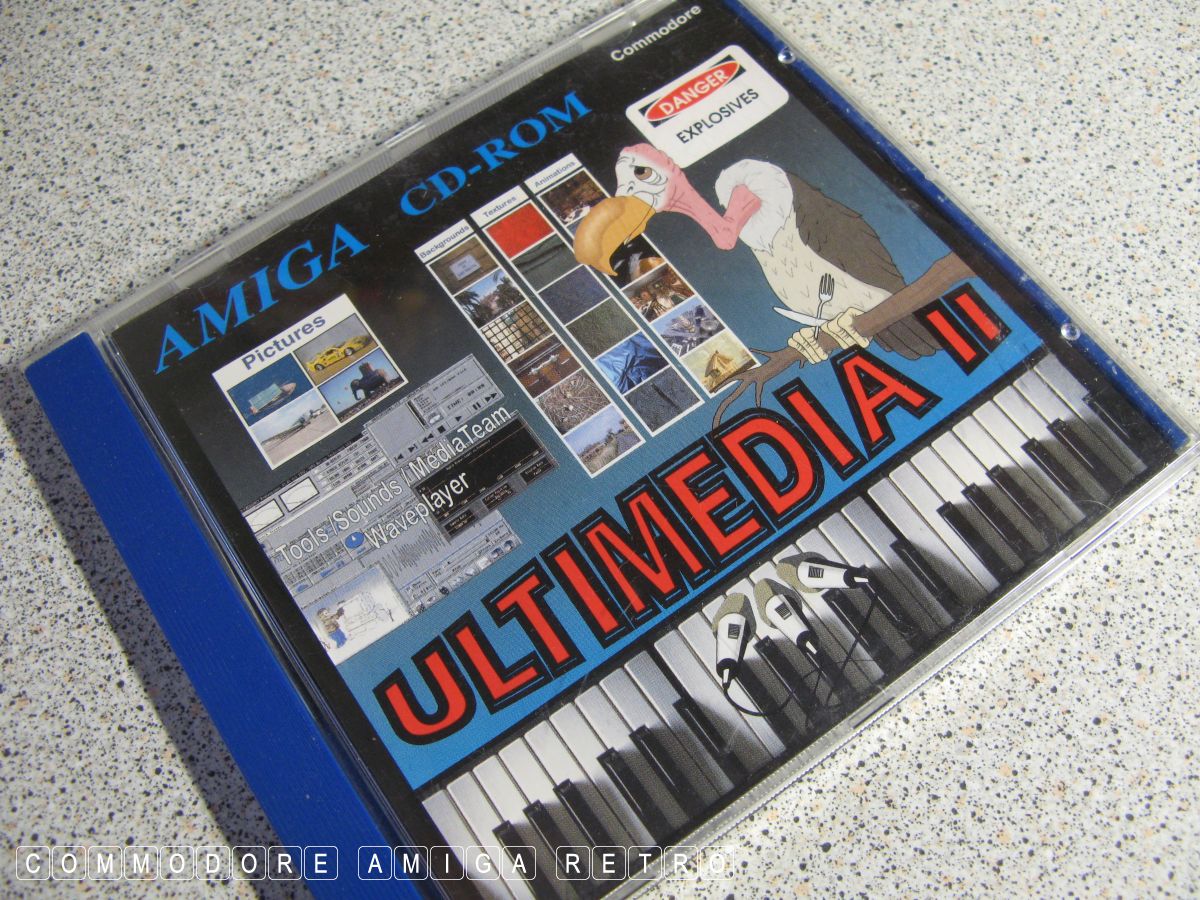 Commodore
AMIGA CD-ROM
DANGER
EXPLOSIVES
Pictures
Backgrounds
Textures
Animations
Tools/Sounds/MediaTeam
Waveplayer
ULTIMEDIA II
COMMODORE AMIGA RETRO